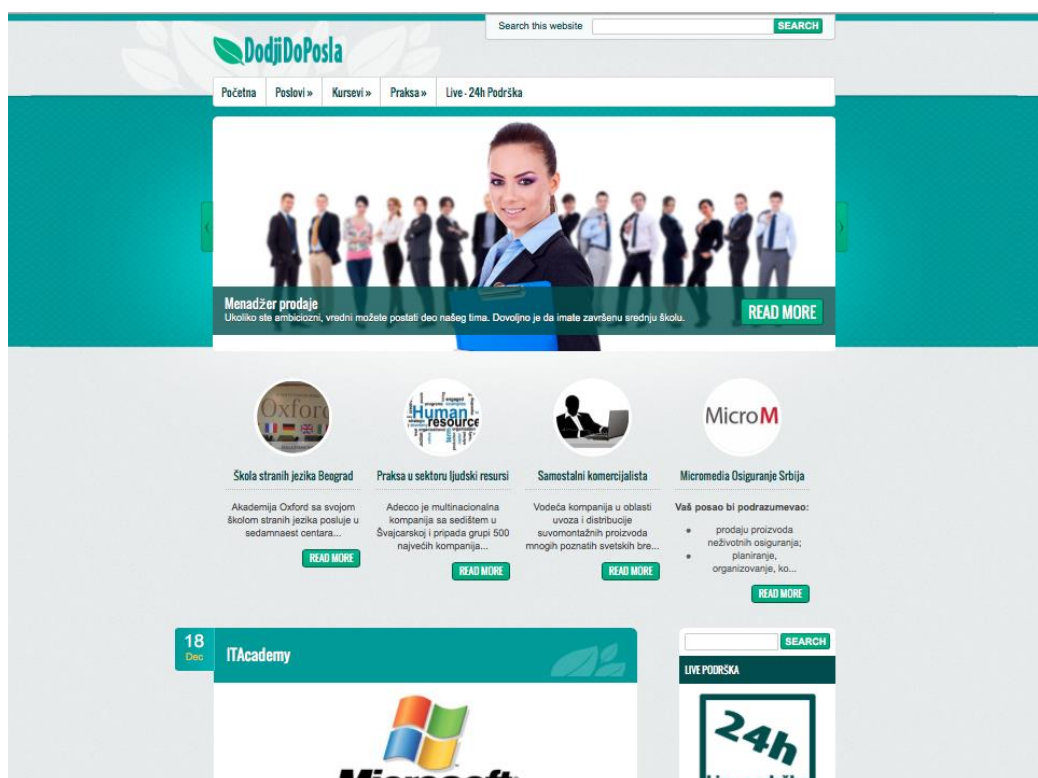 Search this website
SEARCH
DodjiDoPosla
Početna
Poslovi »
Kursevi »
Praksa »
Live - 24h Podrška
Menadžer prodaje
Ukoliko ste ambiciozni, vredni možete postati deo našeg tima. Dovoljno je da imate završenu srednju školu.
READ MORE
Oxford
Human
resource
MicroM
Škola stranih jezika Beograd
Akademija Oxford sa svojom
školom stranih jezika posluje u
sedamnaest centara...
READ MORE
Praksa u sektoru ljudski resursi
Adecco je multinacionalna
kompanija sa sedištem u
Švajcarskoj i pripada grupi 500
najvećih kompanija...
READ MORE
Samostalni komercijalista
Vodeća kompanija u oblasti
uvoza i distribucije
suvomontažnih proizvoda
mnogih poznatih svetskih bre...
READ MORE
Micromedia Osiguranje Srbija
Vaš posao bi podrazumevao:
• prodaju proizvoda
neživotnih osiguranja;
• planiranje,
organizovanje, ko...
READ MORE
18
Dec
ITAcademy
Microsoft
SEARCH
LIVE PODRŠKA
24h